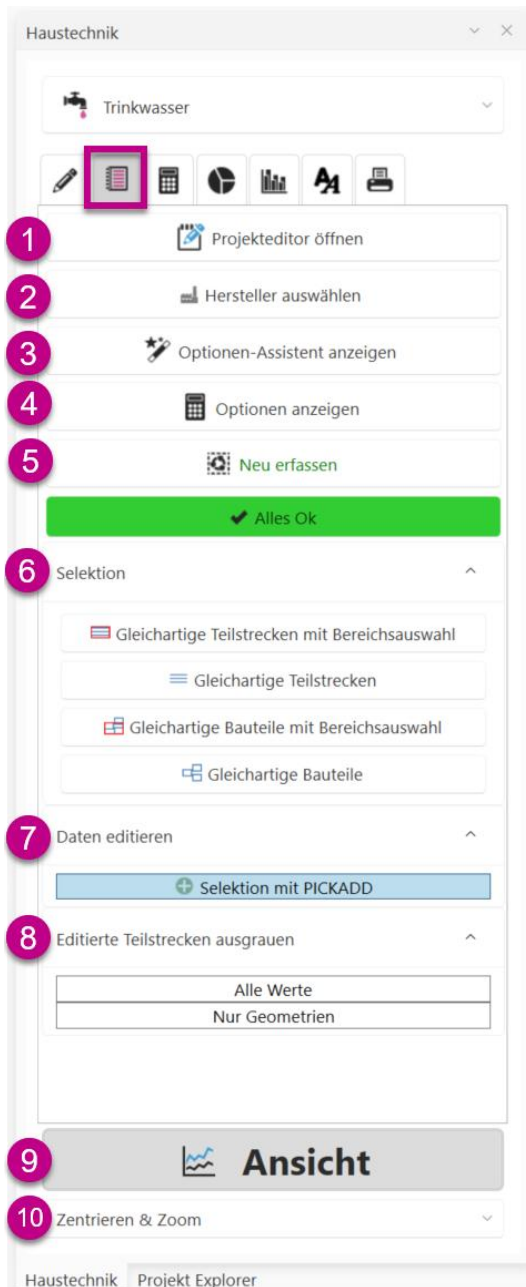 Haustechnik
Trinkwasser
1 Projekteditor öffnen
2 Hersteller auswählen
3 Optionen-Assistent anzeigen
4 Optionen anzeigen
5 Neu erfassen
Alles Ok
6 Selektion
Gleichartige Teilstrecken mit Bereichsauswahl
Gleichartige Teilstrecken
Gleichartige Bauteile mit Bereichsauswahl
Gleichartige Bauteile
7 Daten editieren
Selektion mit PICKADD
8 Editierte Teilstrecken ausgrauen
Alle Werte
Nur Geometrien
9 Ansicht
10 Zentrieren & Zoom
Haustechnik Projekt Explorer